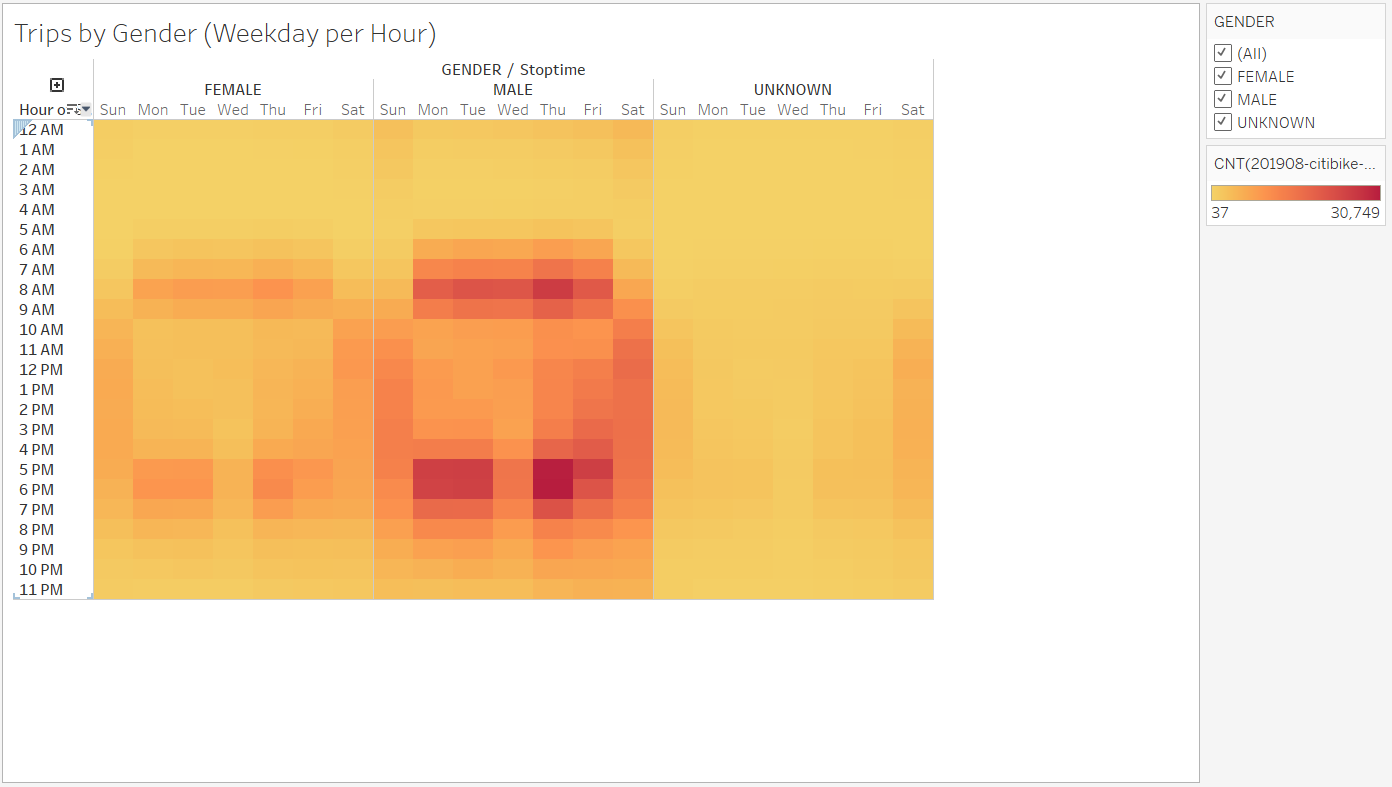 Trips by Gender (Weekday per Hour)
GENDER / Stoptime
FEMALE MALE UNKNOWN
Hour o.. Sun Mon Tue Wed Thu Fri Sat Sun Mon Tue Wed Thu Fri Sat Sun Mon Tue Wed Thu Fri Sat
12 AM
1 AM
2 AM
3 AM
4 AM
5 AM
6 AM
7 AM
8 AM
9 AM
10 AM
11 AM
12 PM
1 PM
2 PM
3 PM
4 PM
5 PM
6 PM
7 PM
8 PM
9 PM
10 PM
11 PM
GENDER
(All)
FEMALE
MALE
UNKNOWN
CNT(201908-citibike-...
37 30,749